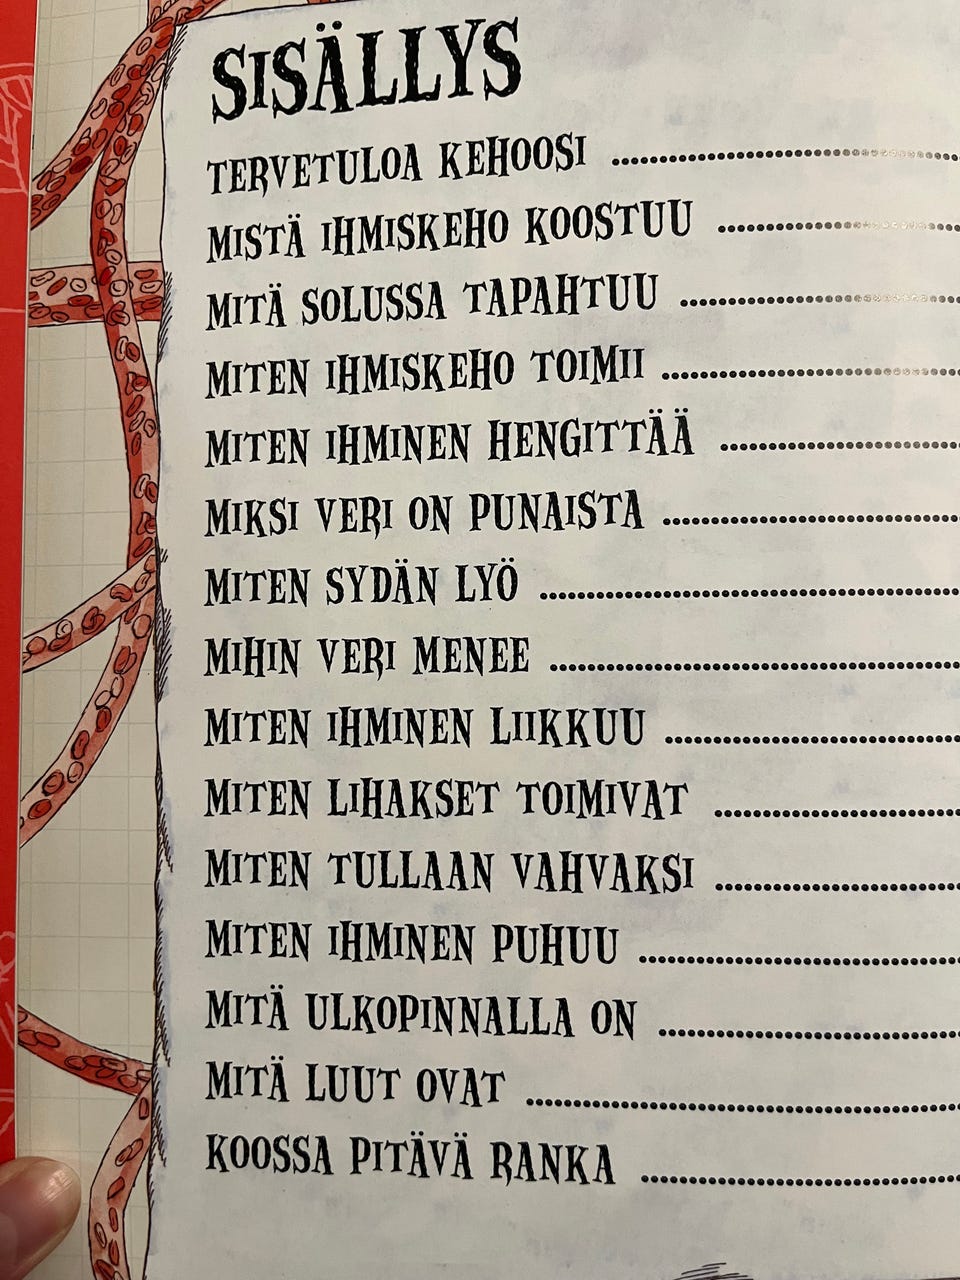 SISÄLLYS
TERVETULOA KEHOOSI
MISTÄ IHMISKEHO KOOSTUU
MITÄ SOLUSSA TAPAHTUU
MITEN IHMISKEHO TOIMII
MITEN IHMINEN HENGITTÄÄ
MIKSI VERI ON PUNAISTA
MITEN SYDÄN LYÖ
MIHIN VERI MENEE
MITEN IHMINEN LIIKKUU
MITEN LIHAKSET TOIMIVAT
MITEN TULLAAN VAHVAKSI
MITEN IHMINEN PUHUU
MITÄ ULKOPINNALLA ON
MITÄ LUUT OVAT
KOOSSA PITÄVÄ RANKA